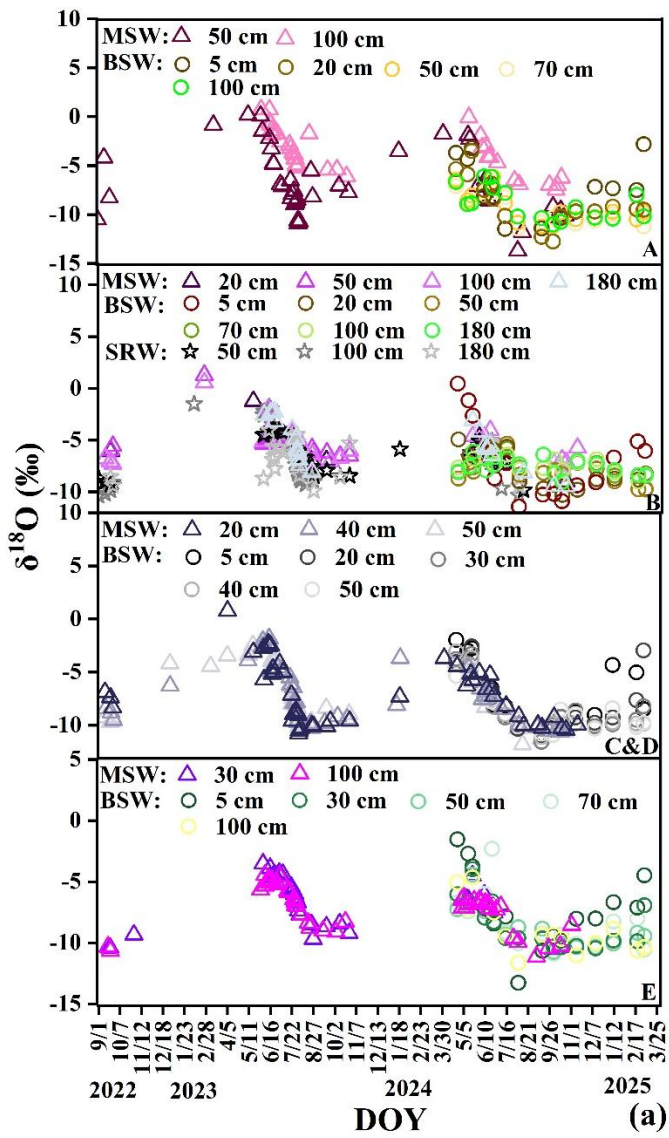 10
MSW: 50 cm 100 cm
5
BSW: 5 cm 20 cm 50 cm 70 cm
100 cm
0
-5
-10
-15
A
10
MSW: 20 cm 50 cm 100 cm 180 cm
BSW: 5 cm 20 cm 50 cm
5
70 cm 100 cm 180 cm
SRW: 50 cm 100 cm 180 cm
0
-5
-10
B
10
MSW: 20 cm 40 cm 50 cm
BSW: 5 cm 20 cm 30 cm
5
40 cm 50 cm
0
-5
-10
C&D
5
MSW: 30 cm 100 cm
BSW: 5 cm 30 cm 50 cm 70 cm
0
100 cm
-5
-10
-15
E
δ18O (‰)
9/1 10/7 11/12 12/18 1/23 2/28 4/5 5/11 6/16 7/22 8/27 10/2 11/7 12/13 1/18 2/23 3/30 5/5 6/10 7/16 8/21 9/26 11/1 12/7 1/12 2/17 3/25
2022 2023 2024 2025
DOY
(a)